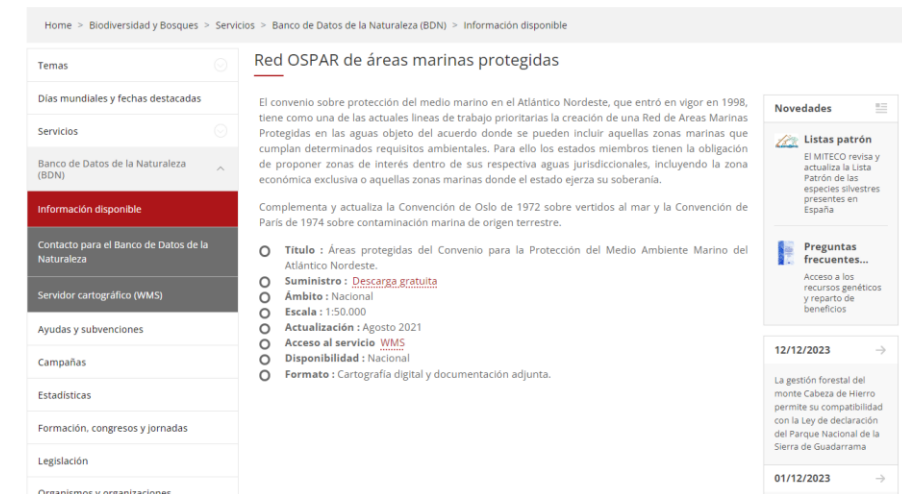 Home > Biodiversidad y Bosques > Servicios > Banco de Datos de la Naturaleza (BDN) > Información disponible
Temas
Días mundiales y fechas destacadas
Servicios
Banco de Datos de la Naturaleza
(BDN)
Información disponible
Contacto para el Banco de Datos de la
Naturaleza
Servidor cartográfico (WMS)
Ayudas y subvenciones
Campañas
Estadísticas
Formación, congresos y jornadas
Legislación
Organismos y organizaciones
Red OSPAR de áreas marinas protegidas
El convenio sobre protección del medio marino en el Atlántico Nordeste, que entró en vigor en 1998,
tiene como una de las actuales lineas de trabajo prioritarias la creación de una Red de Areas Marinas
Protegidas en las aguas objeto del acuerdo donde se pueden incluir aquellas zonas marinas que
cumplan determinados requisitos ambientales. Para ello los estados miembros tienen la obligación
de proponer zonas de interés dentro de sus respectiva aguas jurisdiccionales, incluyendo la zona
económica exclusiva o aquellas zonas marinas donde el estado ejerza su soberanía.
Complementa y actualiza la Convención de Oslo de 1972 sobre vertidos al mar y la Convención de
París de 1974 sobre contaminación marina de origen terrestre.
Título : Áreas protegidas del Convenio para la Protección del Medio Ambiente Marino del
Atlántico Nordeste.
Suministro : Descarga gratuita
Ámbito : Nacional
Escala : 1:50.000
Actualización : Agosto 2021
Acceso al servicio WMS
Disponibilidad : Nacional
Formato : Cartografía digital y documentación adjunta.
Novedades
Listas patrón
El MITECO revisa y
actualiza la Lista
Patrón de las
especies silvestres
presentes en
España
Preguntas
frecuentes...
Acceso a los
recursos genéticos
y reparto de
beneficios
12/12/2023
La gestión forestal del
monte Cabeza de Hierro
permite su compatibilidad
con la Ley de declaración
del Parque Nacional de la
Sierra de Guadarrama
01/12/2023